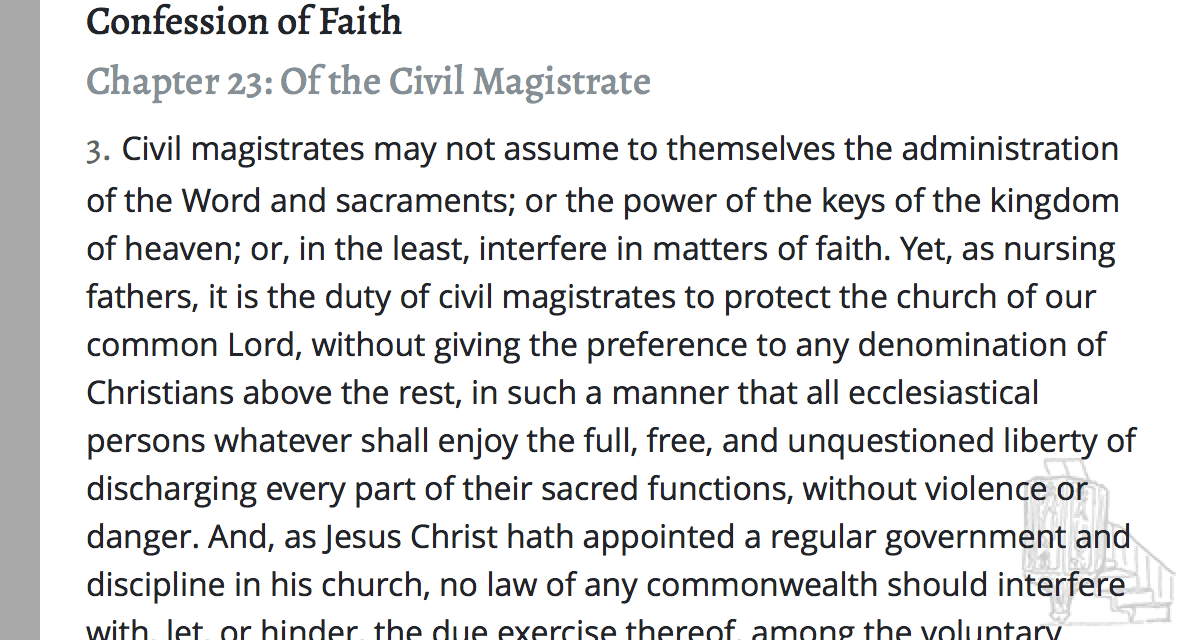 Confession of Faith
Chapter 23: Of the Civil Magistrate
3. Civil magistrates may not assume to themselves the administration
of the Word and sacraments; or the power of the keys of the kingdom
of heaven; or, in the least, interfere in matters of faith. Yet, as nursing
fathers, it is the duty of civil magistrates to protect the church of our
common Lord, without giving the preference to any denomination of
Christians above the rest, in such a manner that all ecclesiastical
persons whatever shall enjoy the full, free, and unquestioned liberty of
discharging every part of their sacred functions, without violence or
danger. And, as Jesus Christ hath appointed a regular government and
discipline in his church, no law of any commonwealth should interfere
with, let, or hinder, the due exercise thereof, among the voluntary